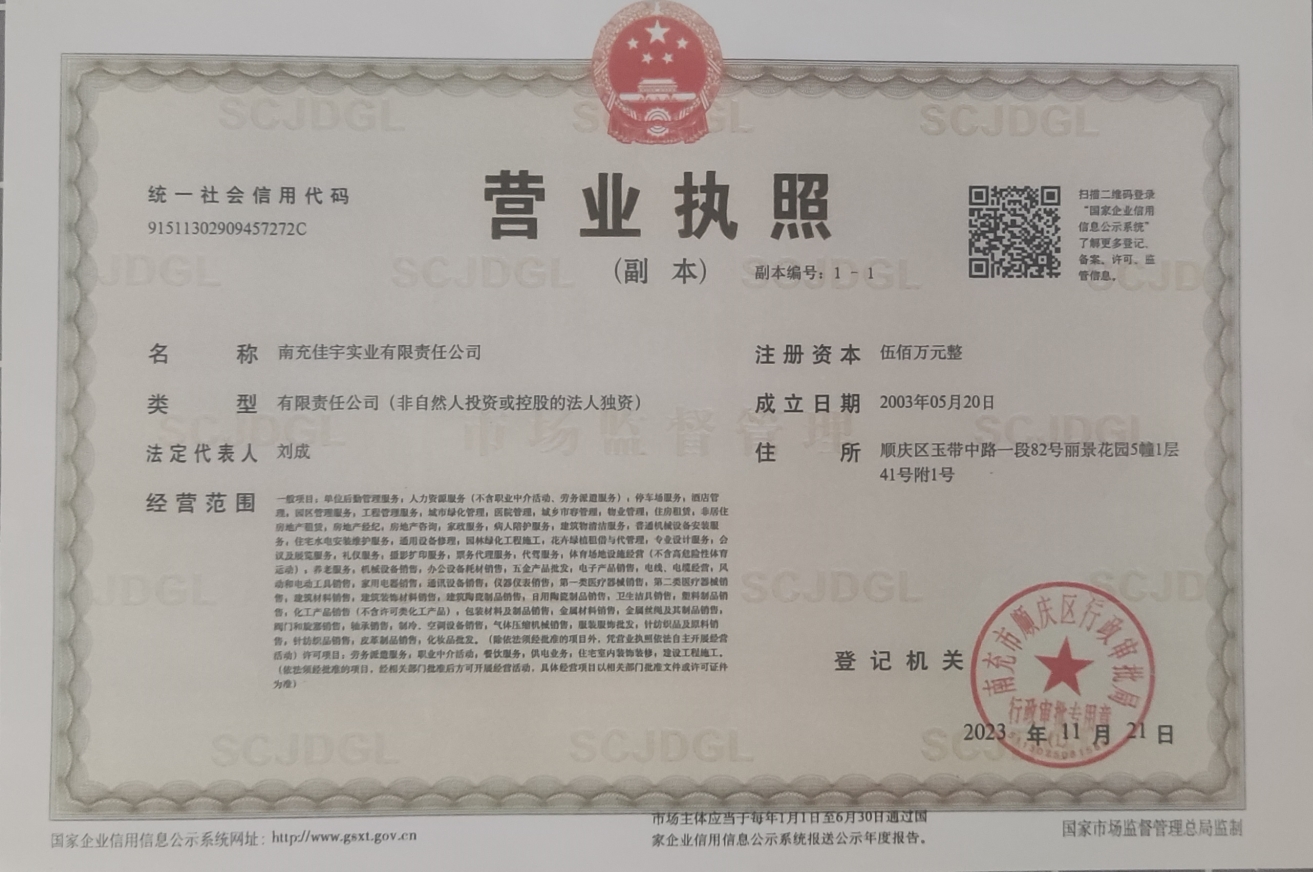 营业执照
（副 本） 副本编号：1 - 1
统一社会信用代码
91511302909457272C
扫描二维码登录
“国家企业信用
信息公示系统”
了解更多登记、
备案、许可、监
管信息。
名 称 南充佳宇实业有限责任公司
类 型 有限责任公司（非自然人投资或控股的法人独资）
法定代表人 刘成
经营范围 一般项目：单位后勤管理服务；人力资源服务（不含职业中介活动、劳务派遣服务）；停车场服务；酒店管
理；园区管理服务；工程管理服务；城市绿化管理；医院管理；城乡市容管理；物业管理；住房租赁；非居住
房地产租赁；房地产经纪；房地产咨询；家政服务；病人陪护服务；建筑物清洁服务；普通机械设备安装服
务；住宅水电安装维护服务；通用设备修理；园林绿化工程施工；花卉绿植租借与代管理；专业设计服务；会
议及展览服务；礼仪服务；摄影扩印服务；票务代理服务；代驾服务；体育场地设施经营（不含高危险性体育
运动）；养老服务；机械设备销售；办公设备耗材销售；五金产品批发；电子产品销售；电线、电缆经营；风
动和电动工具销售；家用电器销售；通讯设备销售；仪器仪表销售；第一类医疗器械销售；第二类医疗器械销
售；建筑材料销售；建筑装饰材料销售；建筑陶瓷制品销售；日用陶瓷制品销售；卫生洁具销售；塑料制品销
售；化工产品销售（不含许可类化工产品）；包装材料及制品销售；金属材料销售；金属丝绳及其制品销售；
阀门和旋塞销售；轴承销售；制冷、空调设备销售；气体压缩机械销售；服装服饰批发；针纺织品及原料销
售；针纺织品销售；皮革制品销售；化妆品批发。（除依法须经批准的项目外，凭营业执照依法自主开展经营
活动）许可项目：劳务派遣服务；职业中介活动；餐饮服务；供电业务；住宅室内装饰装修；建设工程施工。
（依法须经批准的项目，经相关部门批准后方可开展经营活动，具体经营项目以相关部门批准文件或许可证件
为准）
注册资本 伍佰万元整
成立日期 2003年05月20日
住 所 顺庆区玉带中路一段82号丽景花园5幢1层
41号附1号
登记机关
南充市顺庆区行政审批局
行政审批专用章
2023 年 11 月 21 日
国家企业信用信息公示系统网址：http://www.gsxt.gov.cn
市场主体应当于每年1月1日至6月30日通过国
家企业信用信息公示系统报送公示年度报告。
国家市场监督管理总局监制
SCJDGL
市场监督管理